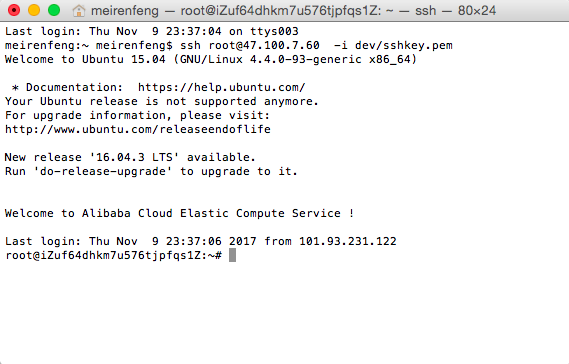 meirenfeng — root@iZuf64dhkm7u576tjpfqs1Z: ~ — ssh — 80×24
Last login: Thu Nov  9 23:37:04 on ttys003
meirenfeng:~ meirenfeng$ ssh root@47.100.7.60  -i dev/sshkey.pem
Welcome to Ubuntu 15.04 (GNU/Linux 4.4.0-93-generic x86_64)
 * Documentation:  https://help.ubuntu.com/
Your Ubuntu release is not supported anymore.
For upgrade information, please visit:
http://www.ubuntu.com/releaseendoflife
New release '16.04.3 LTS' available.
Run 'do-release-upgrade' to upgrade to it.
Welcome to Alibaba Cloud Elastic Compute Service !
Last login: Thu Nov  9 23:37:06 2017 from 101.93.231.122
root@iZuf64dhkm7u576tjpfqs1Z:~#